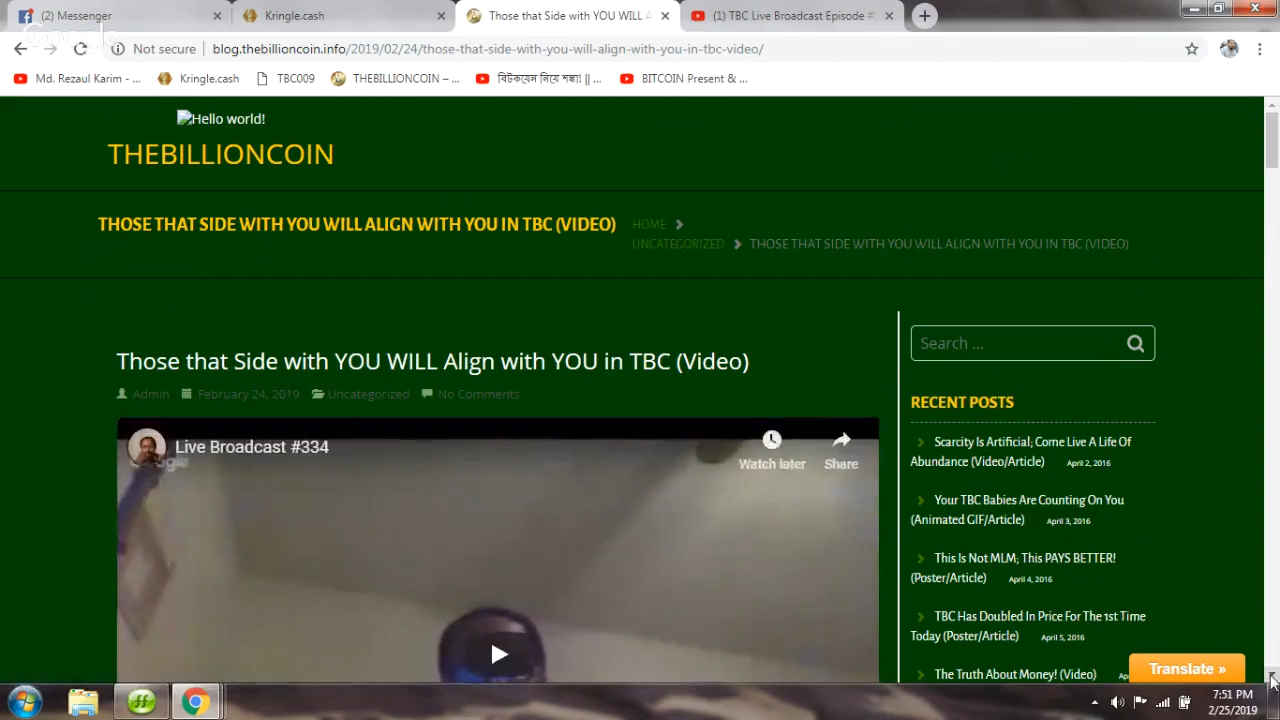 (2) Messenger
Kringle.cash
Those that Side with YOU WILL A
(1) TBC Live Broadcast Episode #
Google
Not secure
blog.thebillioncoin.info/2019/02/24/those-that-side-with-you-will-align-with-you-in-tbc-video/
Md. Rezaul Karim - ...
Kringle.cash
TBC009
THEBILLIONCOIN – ...
বিটকয়েন নিয়ে শঙ্কা! || ...
BITCOIN Present & ...
Hello world!
THEBILLIONCOIN
THOSE THAT SIDE WITH YOU WILL ALIGN WITH YOU IN TBC (VIDEO)
HOME
UNCATEGORIZED
THOSE THAT SIDE WITH YOU WILL ALIGN WITH YOU IN TBC (VIDEO)
Those that Side with YOU WILL Align with YOU in TBC (Video)
Admin
February 24, 2019
Uncategorized
No Comments
Live Broadcast #334
Watch later
Share
Search ...
RECENT POSTS
Scarcity Is Artificial; Come Live A Life Of
Abundance (Video/Article) April 2, 2016
Your TBC Babies Are Counting On You
(Animated GIF/Article) April 3, 2016
This Is Not MLM; This PAYS BETTER!
(Poster/Article) April 4, 2016
TBC Has Doubled In Price For The 1st Time
Today (Poster/Article) April 5, 2016
The Truth About Money! (Video)
Translate »
7:51 PM
2/25/2019